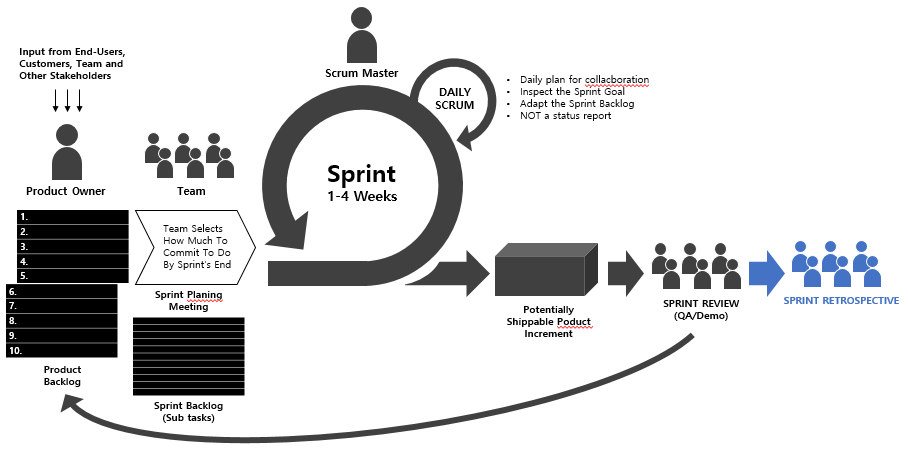 Input from End-Users,
Customers, Team and
Other Stakeholders
Product Owner
Team
1.
2.
3.
4.
5.
6.
7.
8.
9.
10.
Product
Backlog
Team Selects
How Much To
Commit To Do
By Sprint's End
Sprint Planing
Meeting
Sprint Backlog
(Sub tasks)
Scrum Master
Sprint
1-4 Weeks
DAILY
SCRUM
• Daily plan for collacboration
• Inspect the Sprint Goal
• Adapt the Sprint Backlog
• NOT a status report
Potentially
Shippable Poduct
Increment
SPRINT REVIEW
(QA/Demo)
SPRINT RETROSPECTIVE